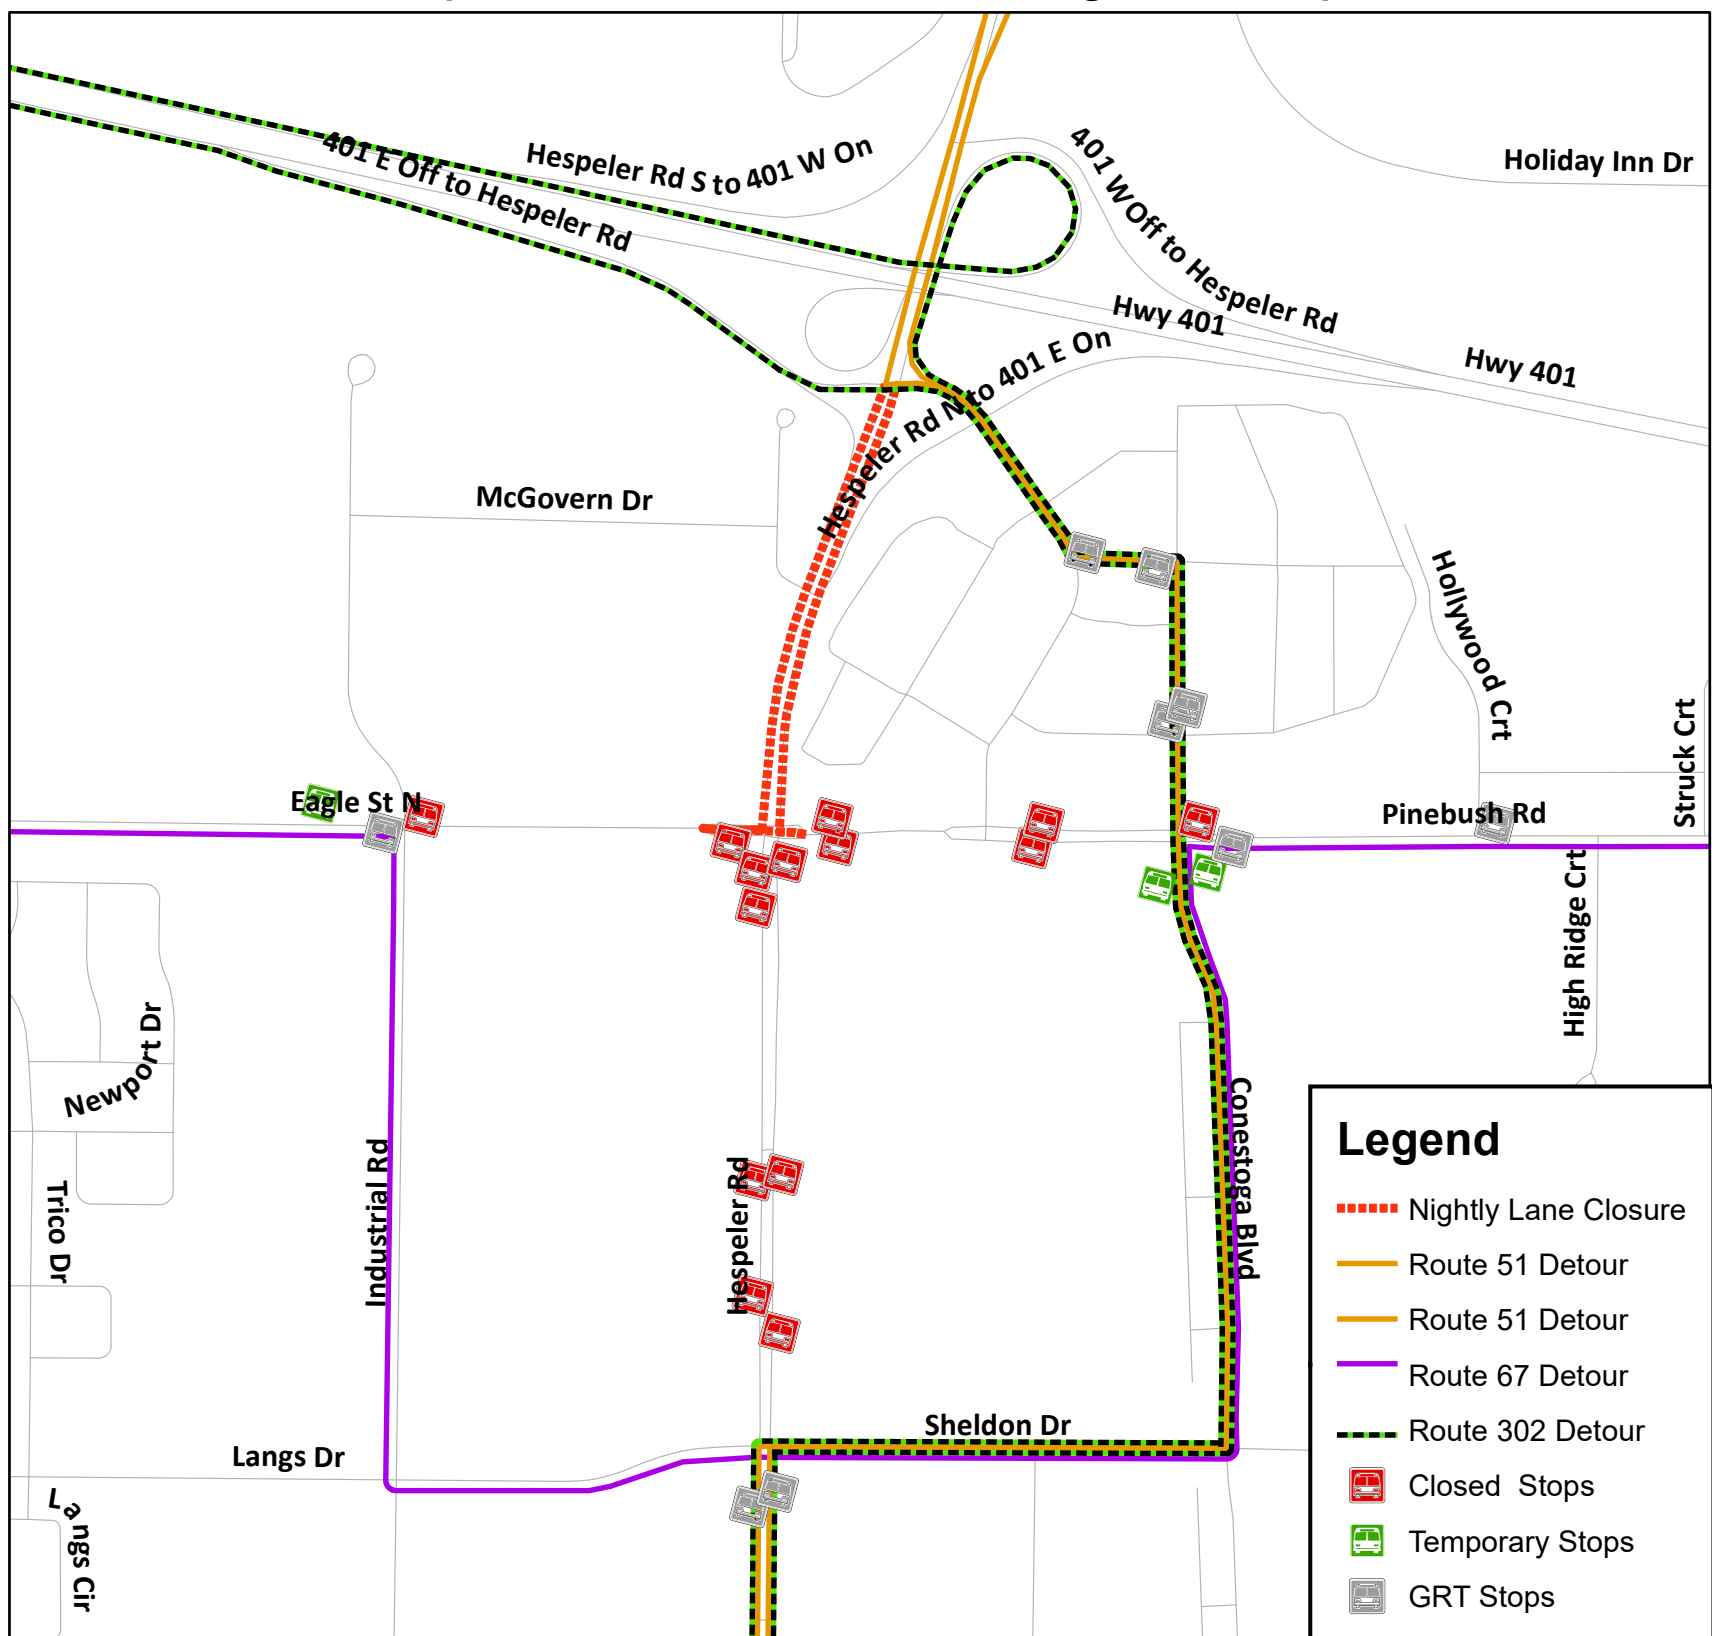 Hespeler Rd S to 401 W On
401 E Off to Hespeler Rd
401 W Off to Hespeler Rd
Holiday Inn Dr
Hwy 401
Hwy 401
Hespeler Rd N to 401 E On
McGovern Dr
Hollywood Crt
Struck Crt
Eagle St N
Pinebush Rd
High Ridge Crt
Newport Dr
Trico Dr
Industrial Rd
Hespeler Rd
Conestoga Blvd
Sheldon Dr
Langs Dr
Langs Cir
Legend
Nightly Lane Closure
Route 51 Detour
Route 51 Detour
Route 67 Detour
Route 302 Detour
Closed  Stops
Temporary Stops
GRT Stops